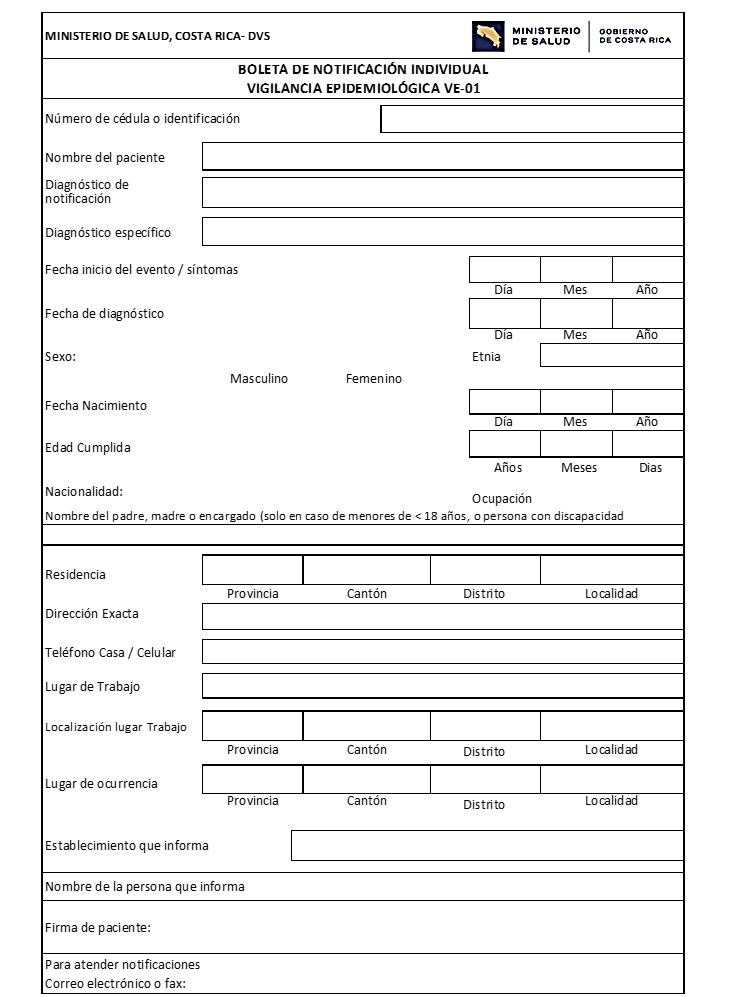 MINISTERIO DE SALUD, COSTA RICA- DVS
MINISTERIO DE SALUD
GOBIERNO DE COSTA RICA
BOLETA DE NOTIFICACIÓN INDIVIDUAL
VIGILANCIA EPIDEMIOLÓGICA VE-01
Número de cédula o identificación
Nombre del paciente
Diagnóstico de
notificación
Diagnóstico específico
Fecha inicio del evento / síntomas
Día Mes Año
Fecha de diagnóstico
Día Mes Año
Sexo: Etnia
Masculino Femenino
Fecha Nacimiento
Día Mes Año
Edad Cumplida
Años Meses Dias
Nacionalidad:
Ocupación
Nombre del padre, madre o encargado (solo en caso de menores de < 18 años, o persona con discapacidad
Residencia
Provincia Cantón Distrito Localidad
Dirección Exacta
Teléfono Casa / Celular
Lugar de Trabajo
Localización lugar Trabajo
Provincia Cantón Distrito Localidad
Lugar de ocurrencia
Provincia Cantón Distrito Localidad
Establecimiento que informa
Nombre de la persona que informa
Firma de paciente:
Para atender notificaciones
Correo electrónico o fax: